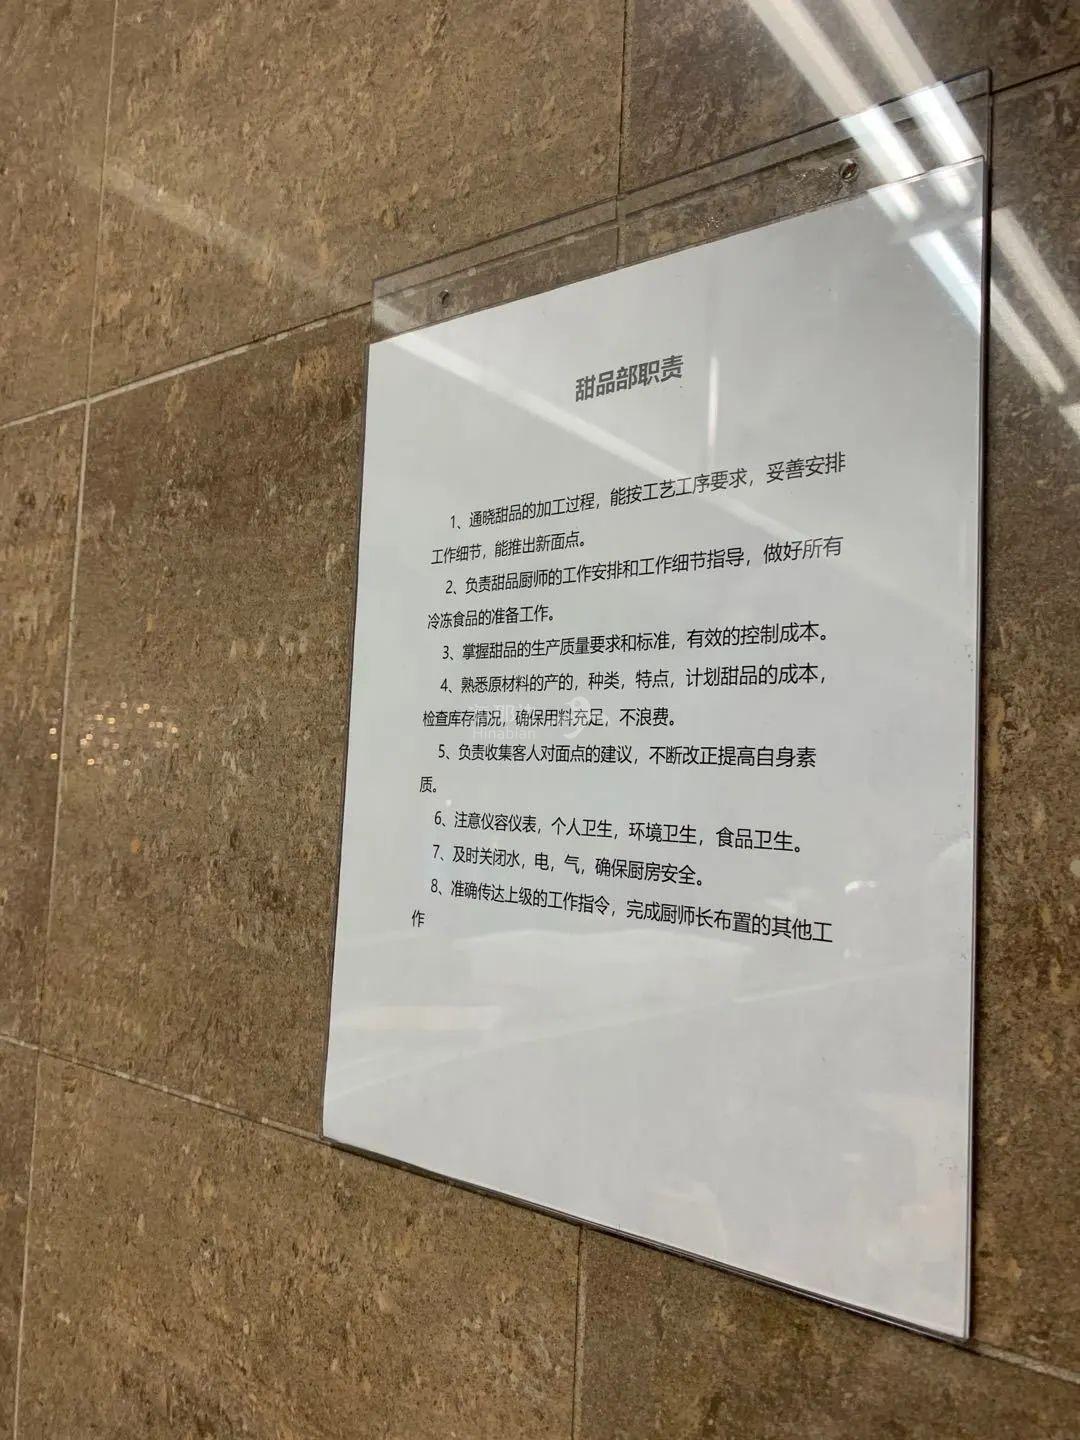 甜品部职责
1、通晓甜品的加工过程，能按工艺工序要求，妥善安排
工作细节，能推出新面点。
2、负责甜品厨师的工作安排和工作细节指导，做好所有
冷冻食品的准备工作。
3、掌握甜品的生产质量要求和标准，有效的控制成本。
4、熟悉原材料的产的，种类，特点，计划甜品的成本，
检查库存情况，确保用料充足，不浪费。
Hinabian
5、负责收集客人对面点的建议，不断改正提高自身素
质。
6、注意仪容仪表，个人卫生，环境卫生，食品卫生。
7、及时关闭水，电，气，确保厨房安全。
8、准确传达上级的工作指令，完成厨师长布置的其他工
作